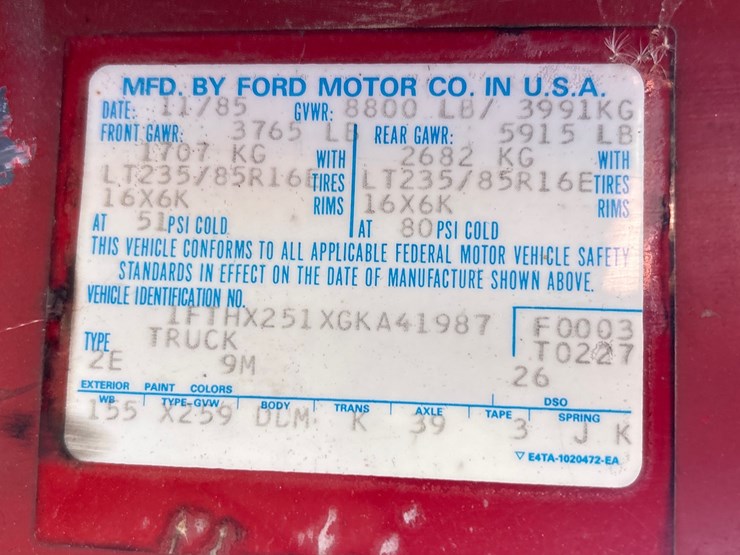 MFD. BY FORD MOTOR CO. IN U.S.A.
DATE: 11/85 GVWR: 8800 LB/ 3991KG
FRONT GAWR: 3765 LB REAR GAWR: 5915 LB
1707 KG WITH 2682 KG WITH
LT235/85R16E TIRES LT235/85R16E TIRES
16X6K RIMS 16X6K RIMS
AT 51 PSI COLD AT 80 PSI COLD
THIS VEHICLE CONFORMS TO ALL APPLICABLE FEDERAL MOTOR VEHICLE SAFETY
STANDARDS IN EFFECT ON THE DATE OF MANUFACTURE SHOWN ABOVE.
VEHICLE IDENTIFICATION NO.
1FTHX251XGKA41987 F0003
TYPE TRUCK T0227
2E 9M 26
EXTERIOR PAINT COLORS DSO
WB TYPE-GVW BODY TRANS AXLE TAPE SPRING
155 X259 K 39 3 J K
▽ E4TA-1020472-EA